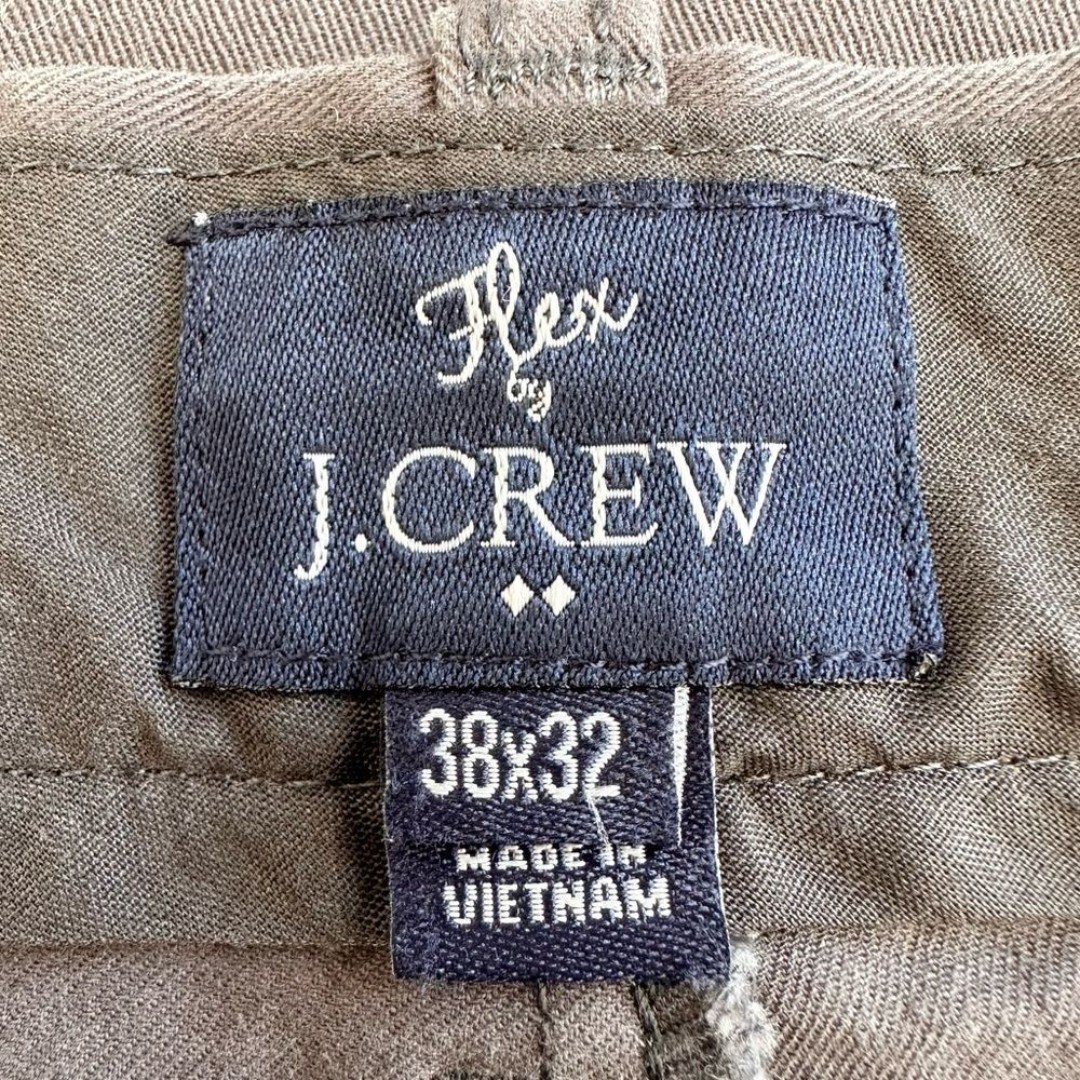 Flex
by
J.CREW
38X32
MADE IN
VIETNAM